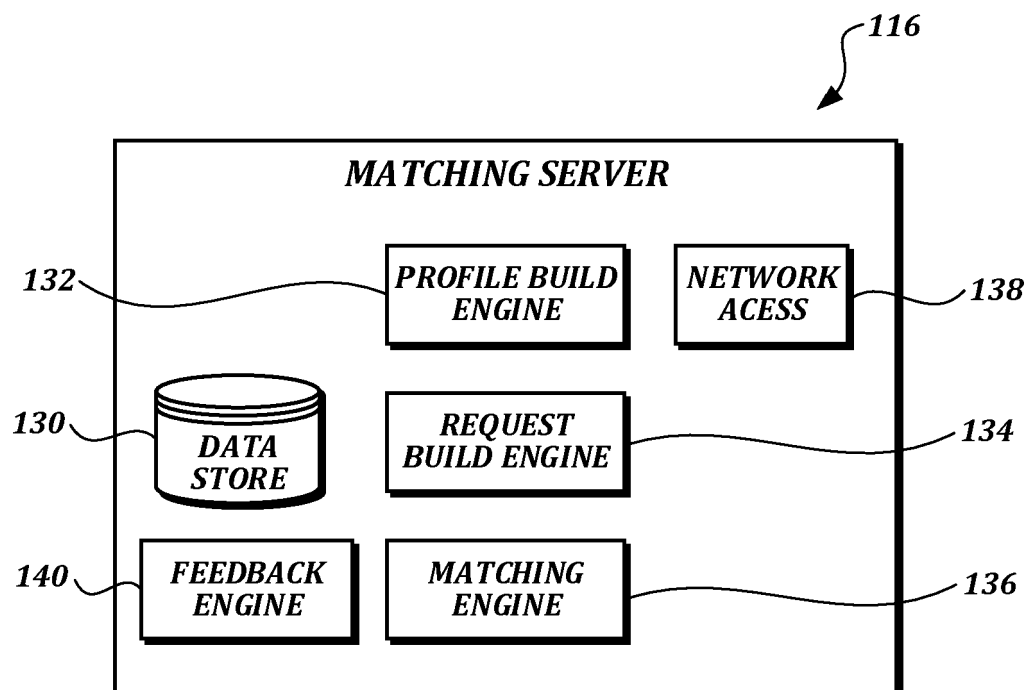 116
MATCHING SERVER
132
PROFILE BUILD
ENGINE
NETWORK
ACESS
138
130
DATA
STORE
REQUEST
BUILD ENGINE
134
140
FEEDBACK
ENGINE
MATCHING
ENGINE
136